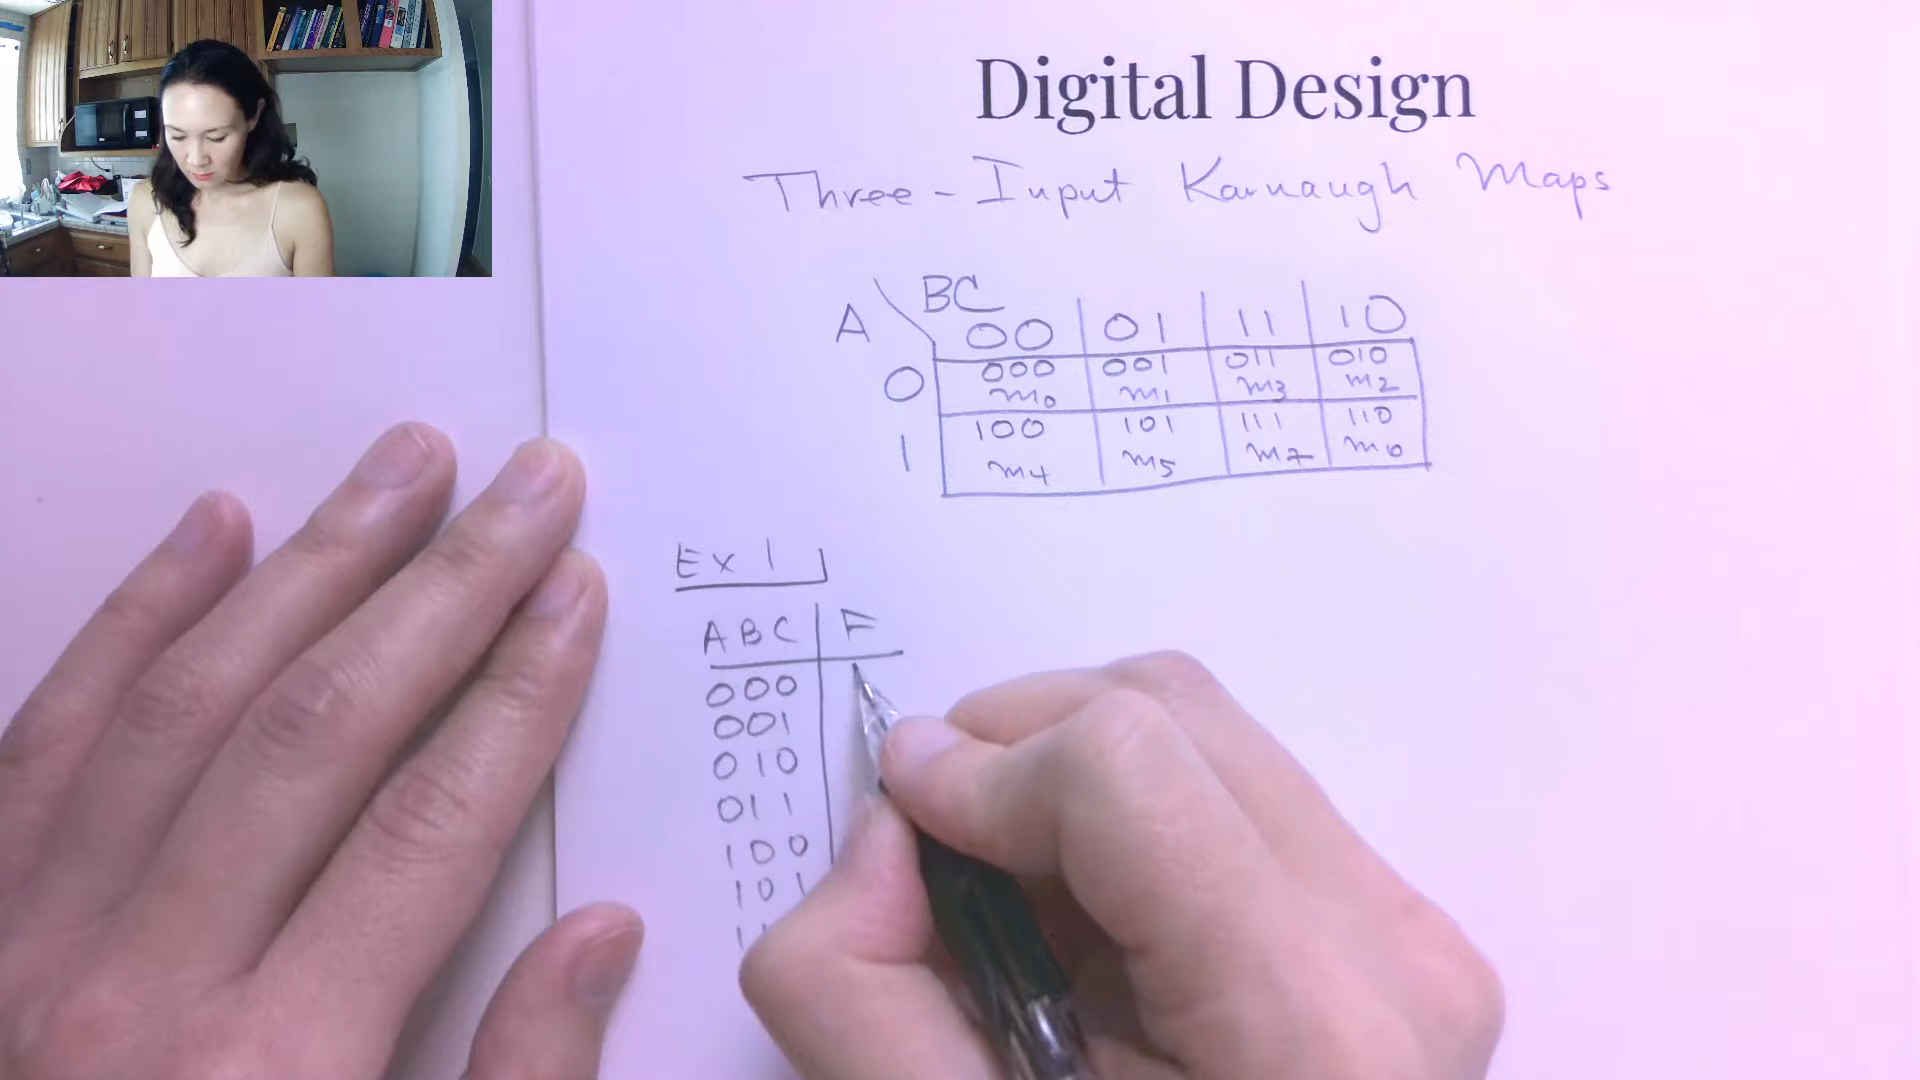 Digital Design
Three-Input Karnaugh Maps
A BC
00 01 11 10
0 000 001 011 010
m0 m1 m3 m2
1 100 101 111 110
m4 m5 m7 m6
Ex 1
ABC F
000
001
010
011
100
101